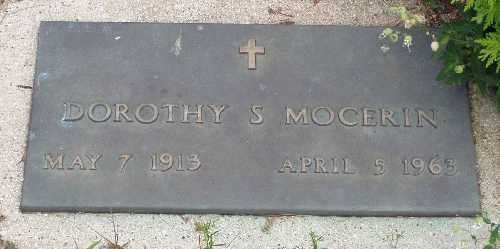 DOROTHY S MOCERIN
MAY 7 1913 APRIL 5 1963